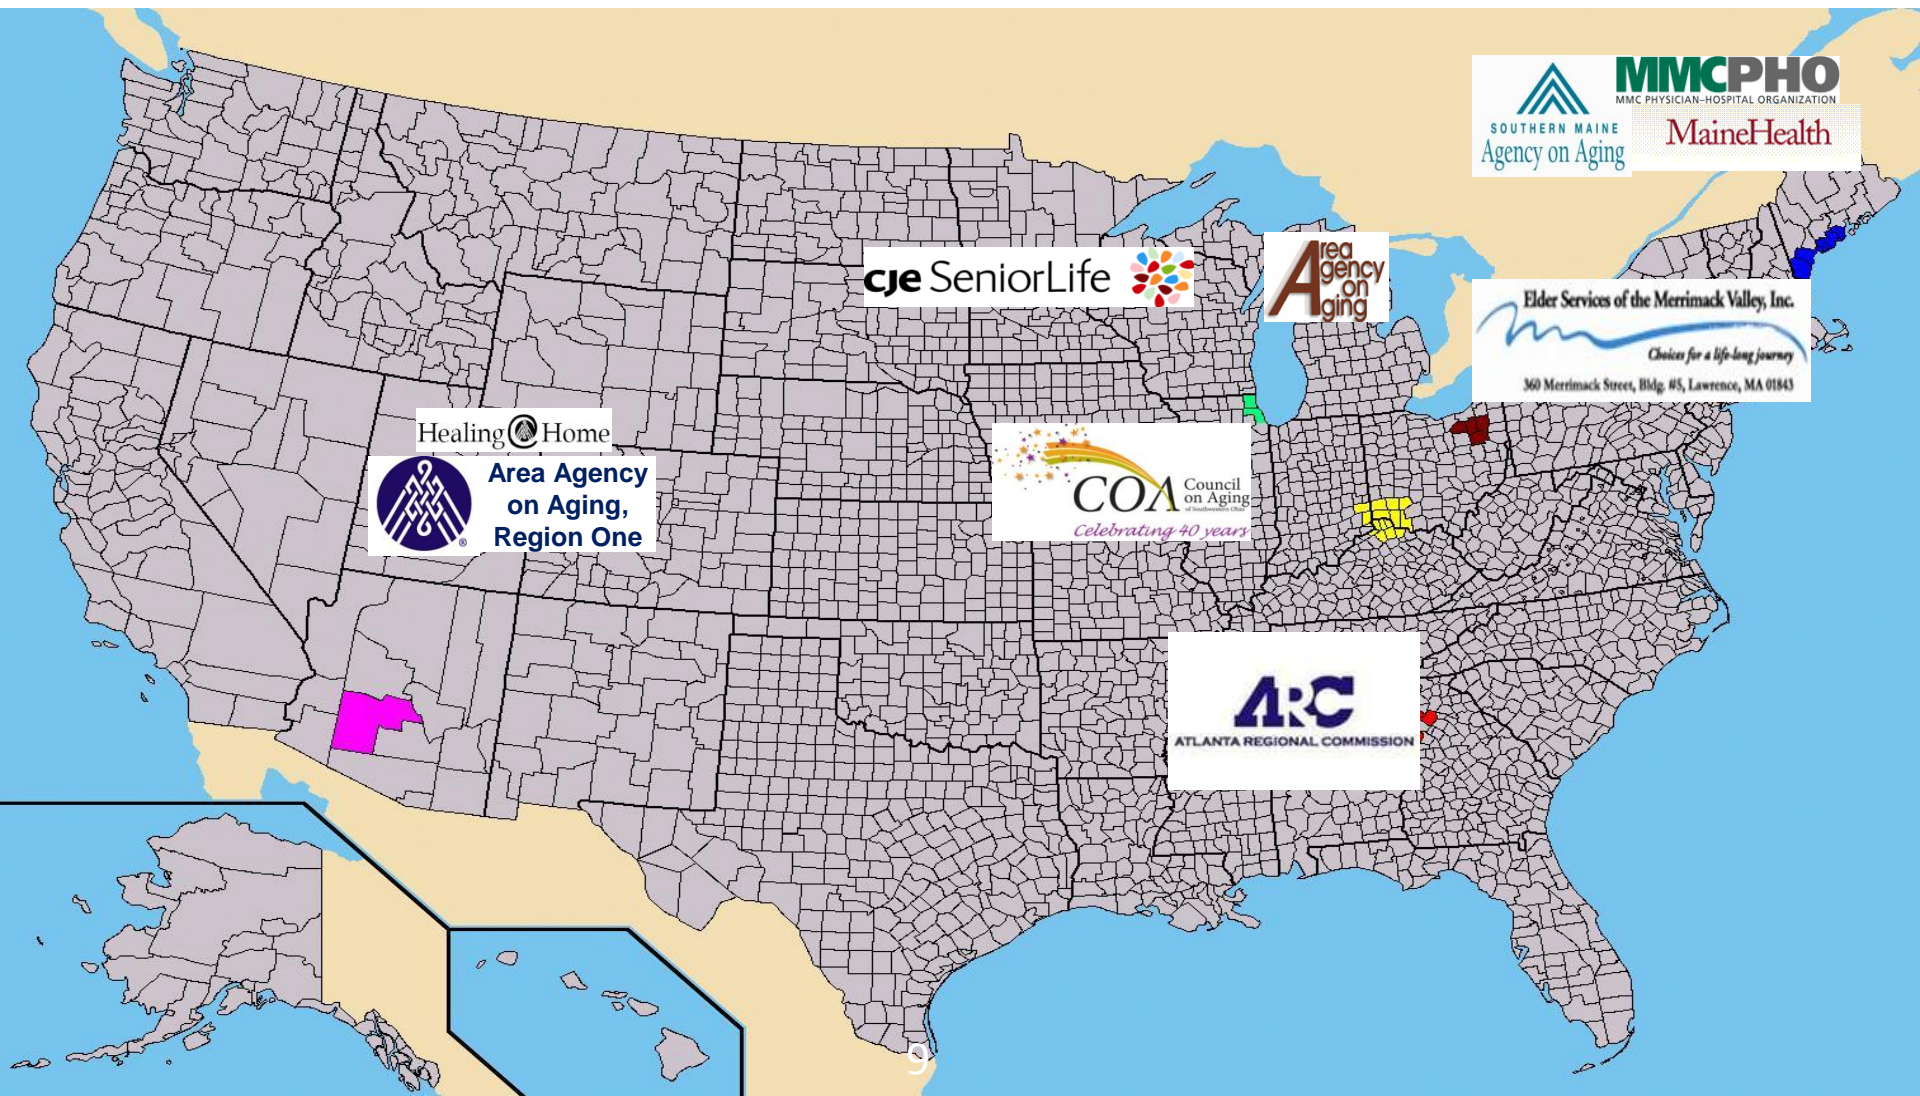 MMCPHO
MMC PHYSICIAN-HOSPITAL ORGANIZATION
SOUTHERN MAINE
Agency on Aging
MaineHealth
cje SeniorLife
Area
Agency
on
Aging
Elder Services of the Merrimack Valley, Inc.
Choices for a life-long journey
360 Merrimack Street, Bldg. #5, Lawrence, MA 01843
Healing @ Home
Area Agency
on Aging,
Region One
®
COA
Council
on Aging
of Southwestern Ohio
Celebrating 40 years
ARC
ATLANTA REGIONAL COMMISSION
9